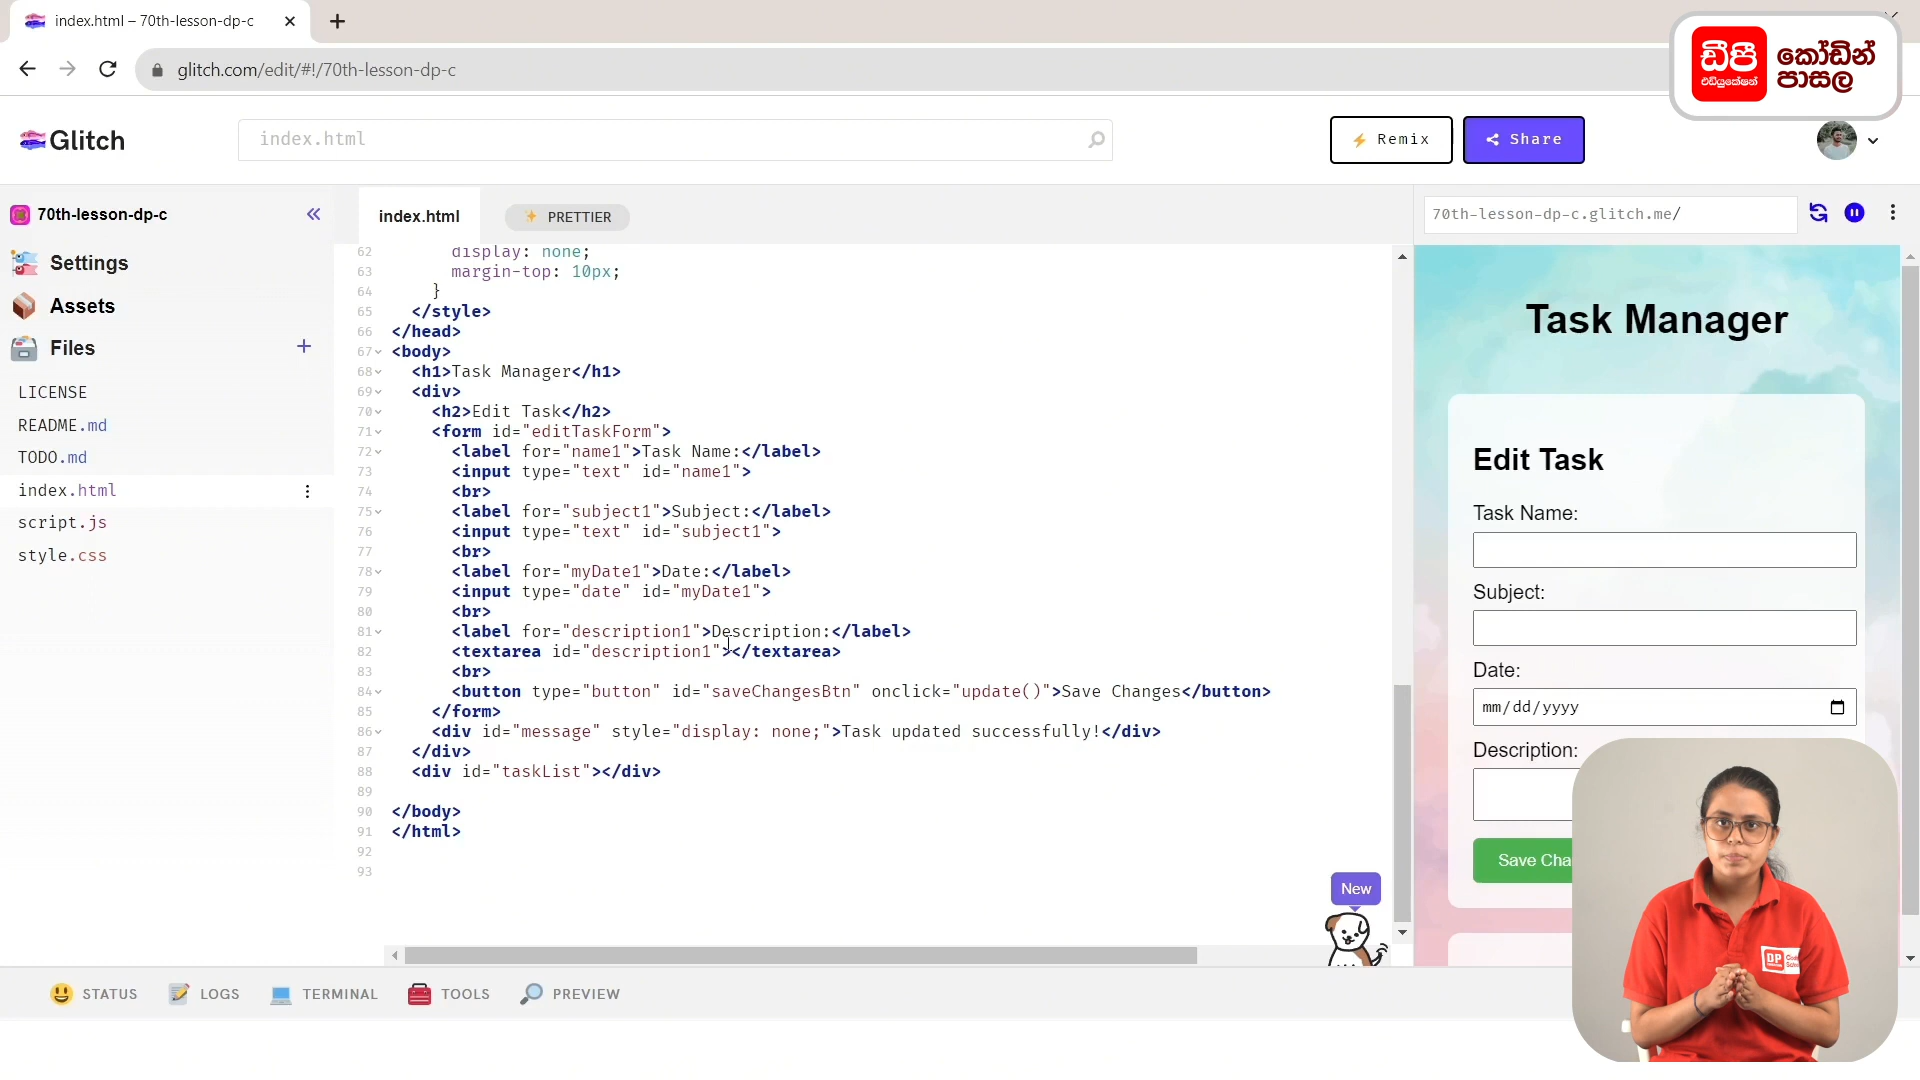 index.html – 70th-lesson-dp-c
glitch.com/edit/#!/70th-lesson-dp-c
ඩීපී
එඩියුකේෂන්
කෝඩින්
පාසල
Glitch
index.html
Remix
Share
70th-lesson-dp-c
Settings
Assets
Files
LICENSE
README.md
TODO.md
index.html
script.js
style.css
index.html
PRETTIER
62 display: none;
63 margin-top: 10px;
64 }
65 </style>
66 </head>
67 <body>
68 <h1>Task Manager</h1>
69 <div>
70 <h2>Edit Task</h2>
71 <form id="editTaskForm">
72 <label for="name1">Task Name:</label>
73 <input type="text" id="name1">
74 <br>
75 <label for="subject1">Subject:</label>
76 <input type="text" id="subject1">
77 <br>
78 <label for="myDate1">Date:</label>
79 <input type="date" id="myDate1">
80 <br>
81 <label for="description1">Description:</label>
82 <textarea id="description1"></textarea>
83 <br>
84 <button type="button" id="saveChangesBtn" onclick="update()">Save Changes</button>
85 </form>
86 <div id="message" style="display: none;">Task updated successfully!</div>
87 </div>
88 <div id="taskList"></div>
89
90 </body>
91 </html>
92
93
New
70th-lesson-dp-c.glitch.me/
Task Manager
Edit Task
Task Name:
Subject:
Date:
mm/dd/yyyy
Description:
Save Cha
DP
STATUS
LOGS
TERMINAL
TOOLS
PREVIEW